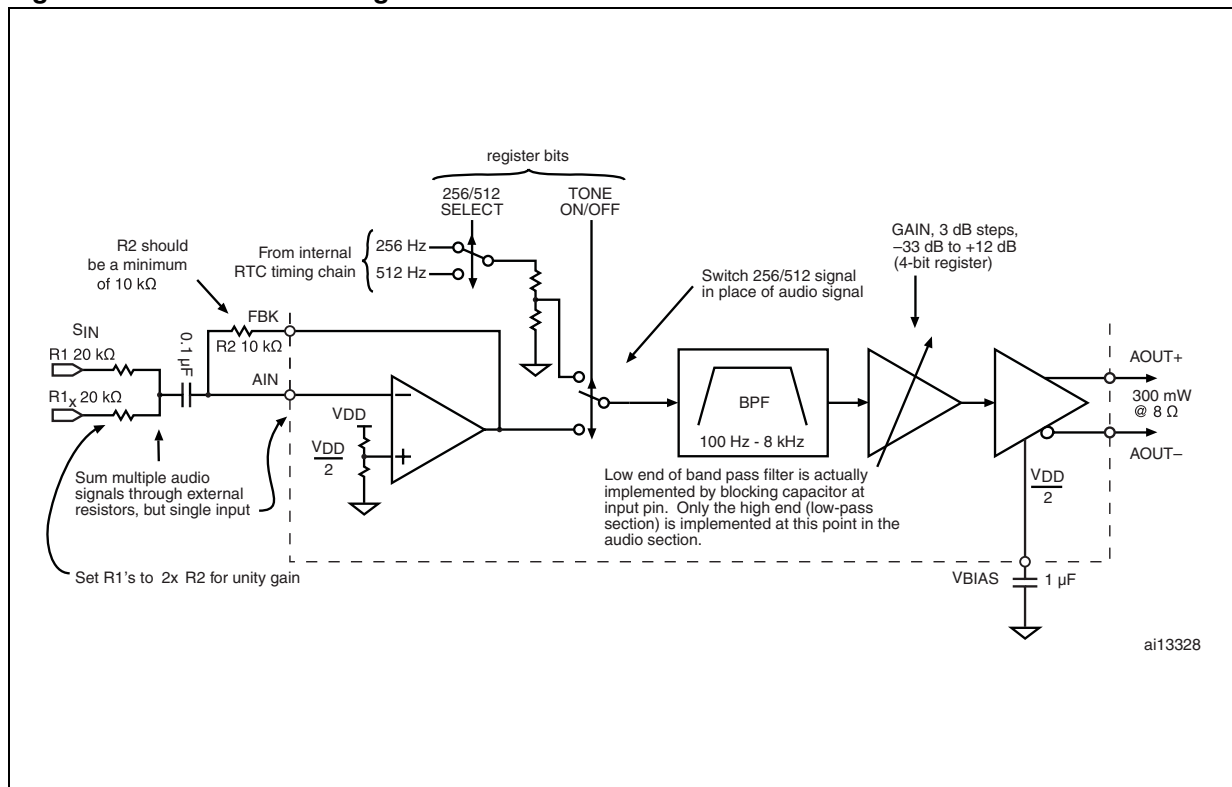 register bits
256/512
SELECT
TONE
ON/OFF
From internal
RTC timing chain
256 Hz
512 Hz
R2 should
be a minimum
of 10 kΩ
GAIN, 3 dB steps,
–33 dB to +12 dB
(4-bit register)
Switch 256/512 signal
in place of audio signal
SIN
R1 20 kΩ
R1x 20 kΩ
0.1 µF
FBK
R2 10 kΩ
AIN
VDD
VDD
2
–
+
BPF
100 Hz - 8 kHz
AOUT+
300 mW
@ 8 Ω
AOUT–
Sum multiple audio
signals through external
resistors, but single input
Low end of band pass filter is actually
implemented by blocking capacitor at
input pin. Only the high end (low-pass
section) is implemented at this point in the
audio section.
VDD
2
Set R1's to 2x R2 for unity gain
VBIAS
1 µF
ai13328